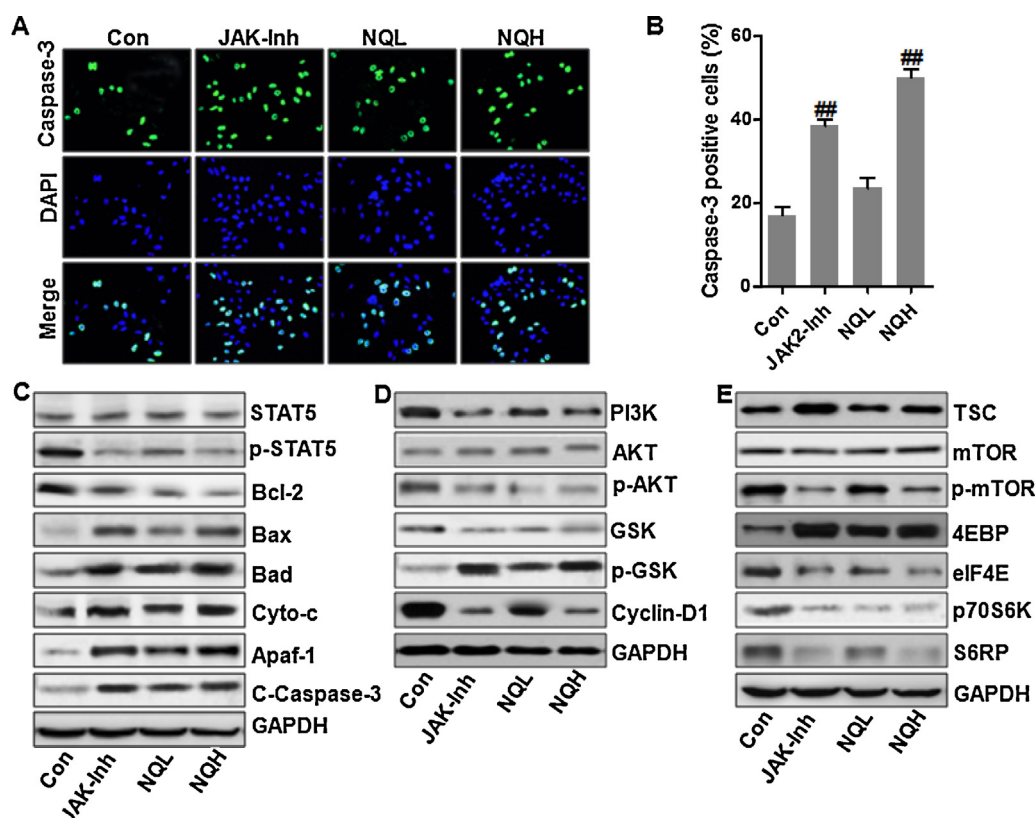 A
Con
JAK-Inh
NQL
NQH
Caspase-3
DAPI
Merge
B
Caspase-3 positive cells (%)
60
40
20
0
##
##
Con
JAK2-Inh
NQL
NQH
C
STAT5
p-STAT5
Bcl-2
Bax
Bad
Cyto-c
Apaf-1
C-Caspase-3
GAPDH
Con
JAK-Inh
NQL
NQH
D
PI3K
AKT
p-AKT
GSK
p-GSK
Cyclin-D1
GAPDH
Con
JAK-Inh
NQL
NQH
E
TSC
mTOR
p-mTOR
4EBP
eIF4E
p70S6K
S6RP
GAPDH
Con
JAK-Inh
NQL
NQH